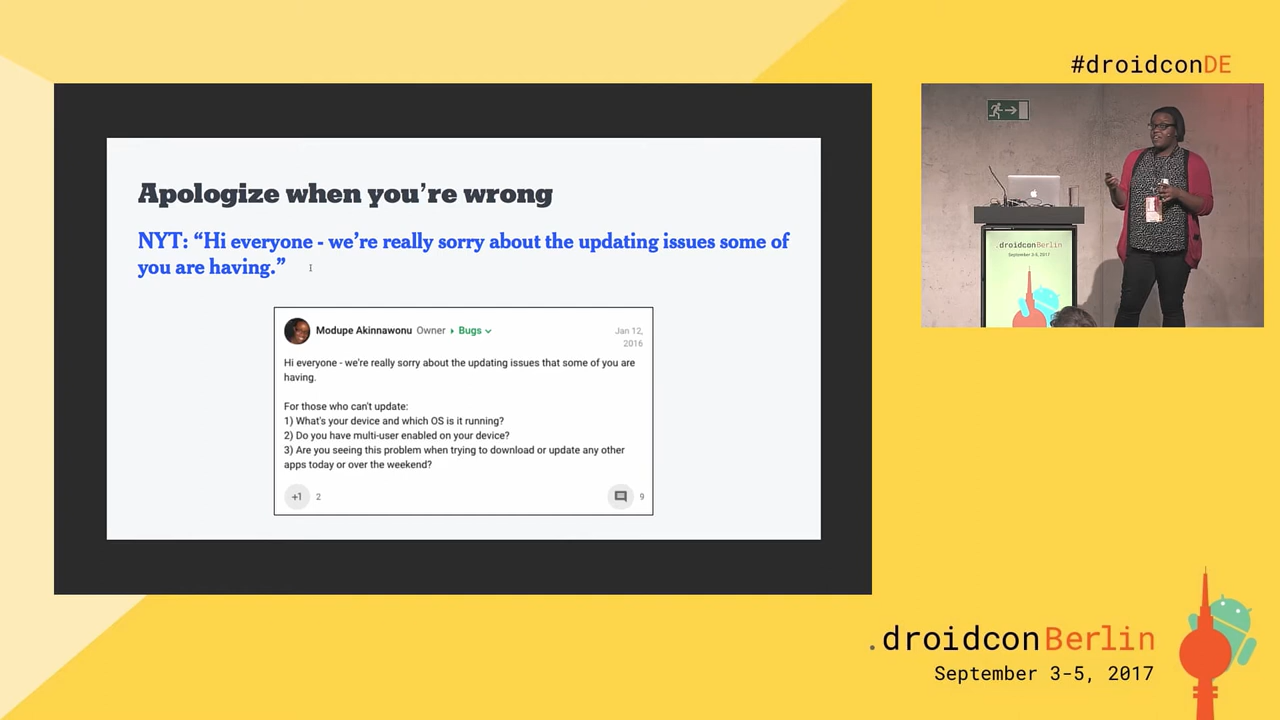 #droidconDE
Apologize when you're wrong
NYT: “Hi everyone - we're really sorry about the updating issues some of
you are having.”
Modupe Akinnawonu Owner Bugs
Jan 12,
2016
Hi everyone - we're really sorry about the updating issues that some of you are
having.
For those who can't update:
1) What's your device and which OS is it running?
2) Do you have multi-user enabled on your device?
3) Are you seeing this problem when trying to download or update any other
apps today or over the weekend?
+1 2
9
.droidconBerlin
September 3-5, 2017
.droidconBerlin
September 3-5, 2017